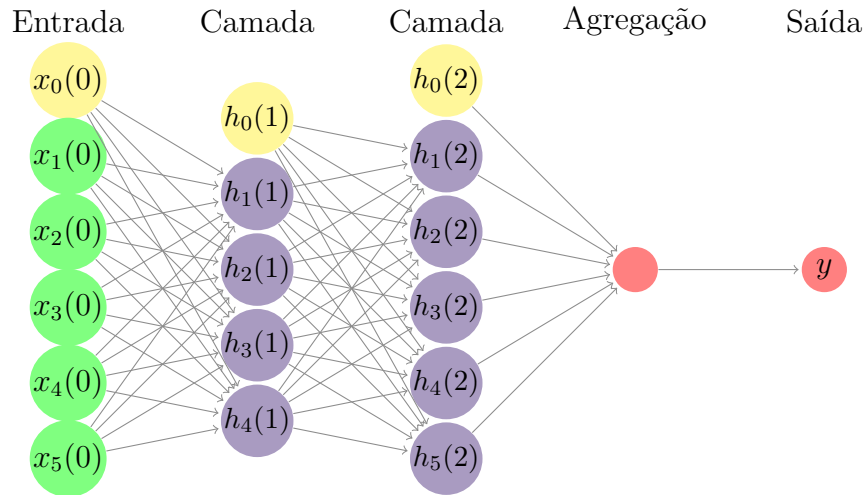 Entrada
Camada
Camada
Agregação
Saída
x₀(0)
x₁(0)
x₂(0)
x₃(0)
x₄(0)
x₅(0)
h₀(1)
h₁(1)
h₂(1)
h₃(1)
h₄(1)
h₀(2)
h₁(2)
h₂(2)
h₃(2)
h₄(2)
h₅(2)
y